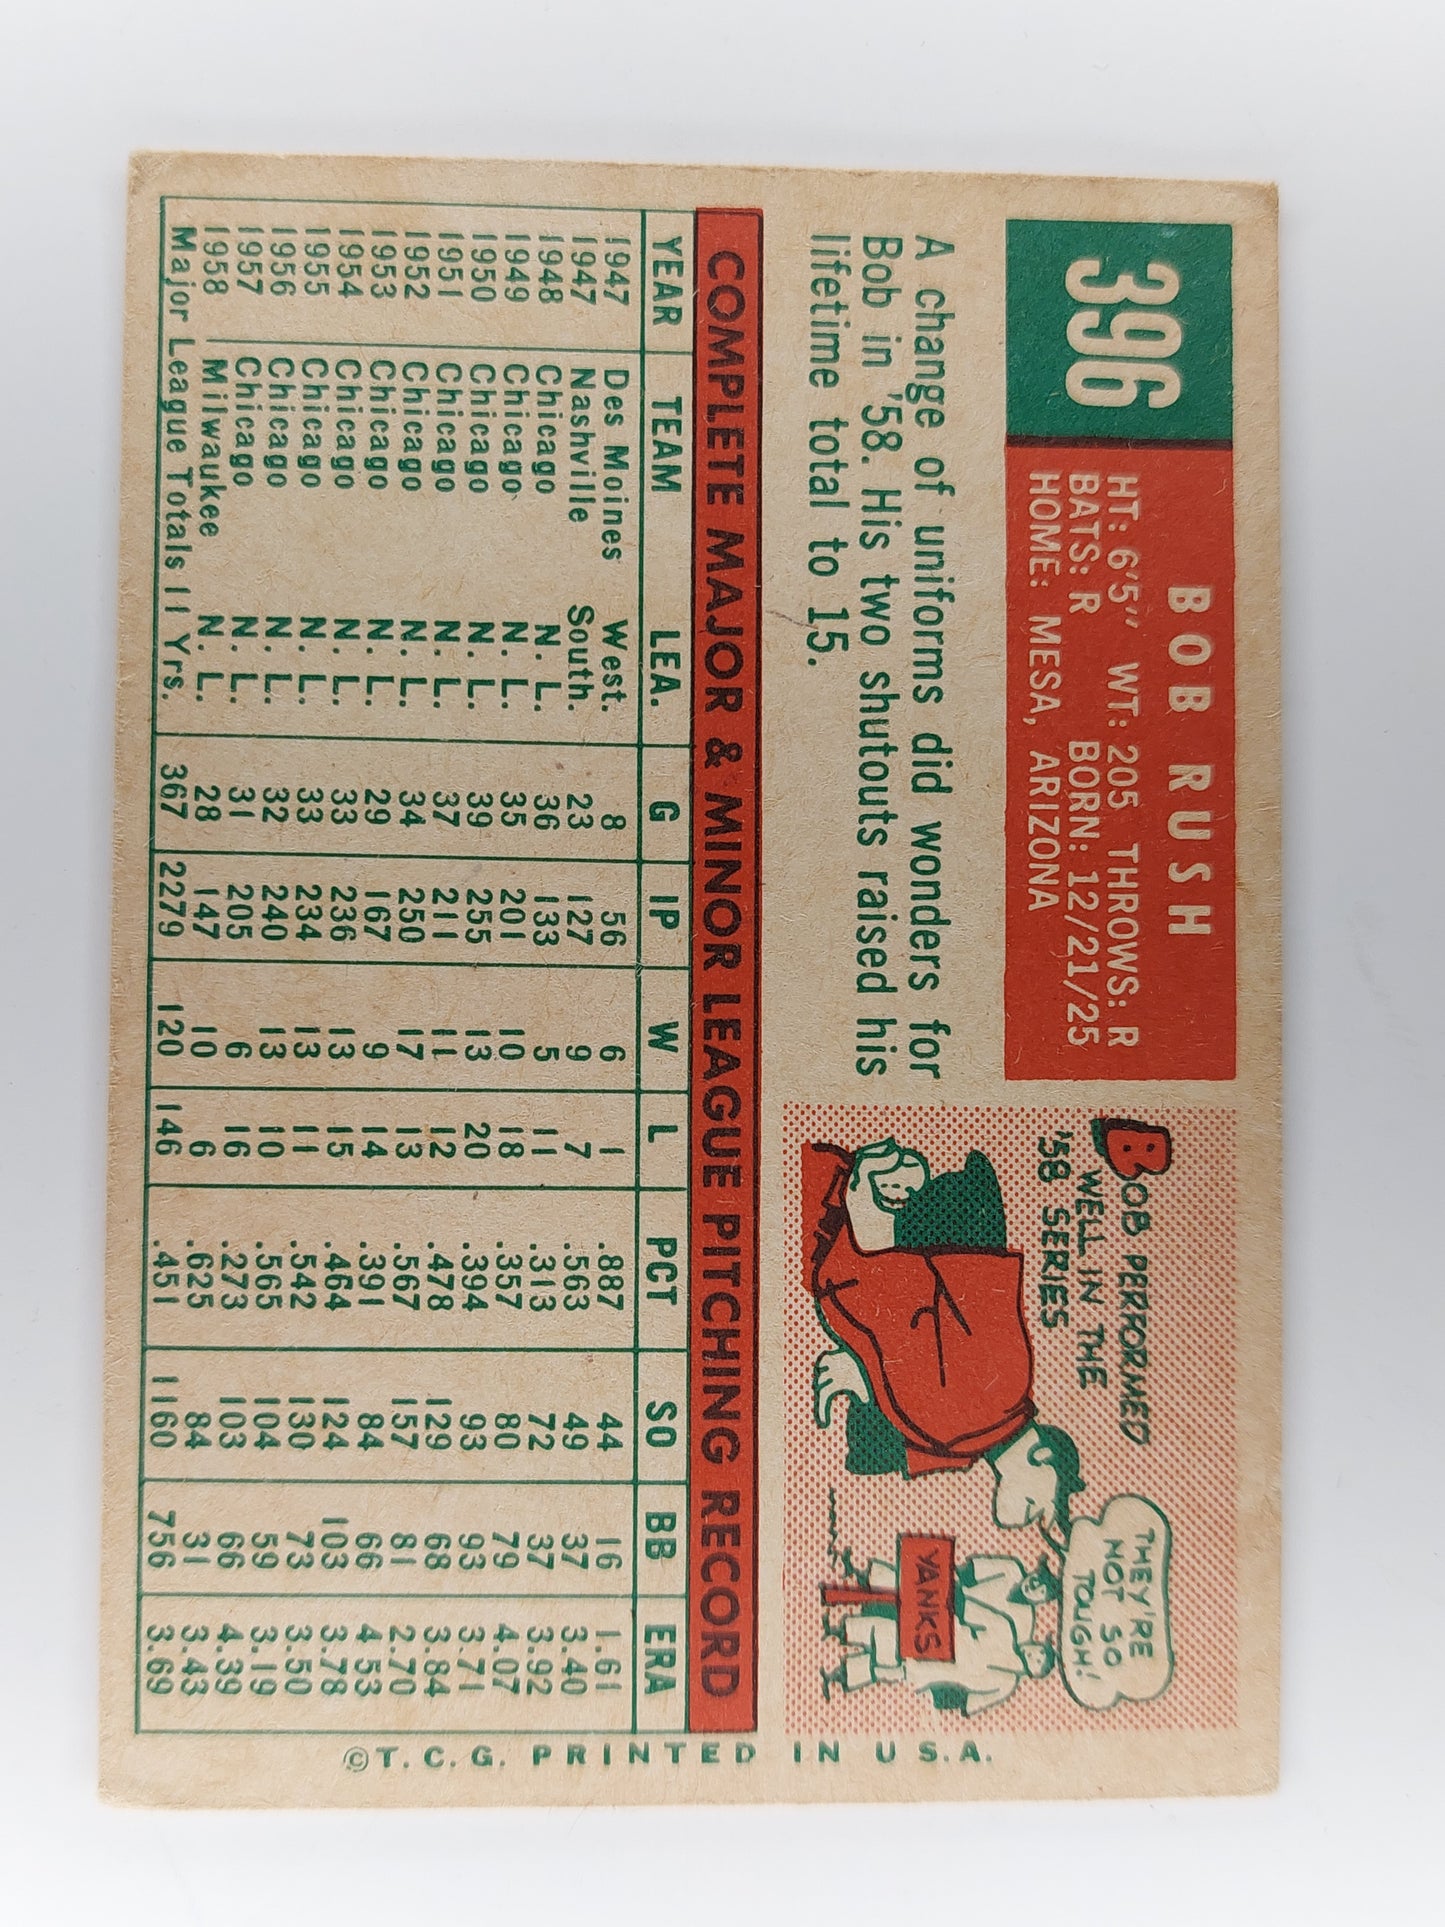 396
BOB RUSH
HT: 6'5" WT: 205 THROWS: R
BATS: R BORN: 12/21/25
HOME: MESA, ARIZONA
A change of uniforms did wonders for
Bob in '58. His two shutouts raised his
lifetime total to 15.
BOB PERFORMED
WELL IN THE
'58 SERIES
THEY'RE
NOT SO
TOUGH!
YANKS
COMPLETE MAJOR & MINOR LEAGUE PITCHING RECORD
YEAR TEAM LEA. G IP W L PCT SO BB ERA
1947 Des Moines West. 8 56 6 1 .887 44 16 1.61
1947 Nashville South. 23 127 9 7 .563 49 37 3.40
1948 Chicago N. L. 36 133 5 11 .313 72 37 3.92
1949 Chicago N. L. 35 201 10 18 .357 80 79 4.07
1950 Chicago N. L. 39 255 13 20 .394 93 93 3.71
1951 Chicago N. L. 37 211 11 12 .478 129 68 3.84
1952 Chicago N. L. 34 250 17 13 .567 157 81 2.70
1953 Chicago N. L. 29 167 9 14 .391 84 66 4.53
1954 Chicago N. L. 33 236 13 15 .464 124 103 3.78
1955 Chicago N. L. 33 234 13 11 .542 130 73 3.50
1956 Chicago N. L. 32 240 13 10 .565 104 59 3.19
1957 Chicago N. L. 31 205 6 16 .273 103 66 4.39
1958 Milwaukee N. L. 28 147 10 6 .625 84 31 3.43
Major League Totals 11 Yrs. 367 2279 120 146 .451 1160 756 3.69
©T.C.G. PRINTED IN U.S.A.